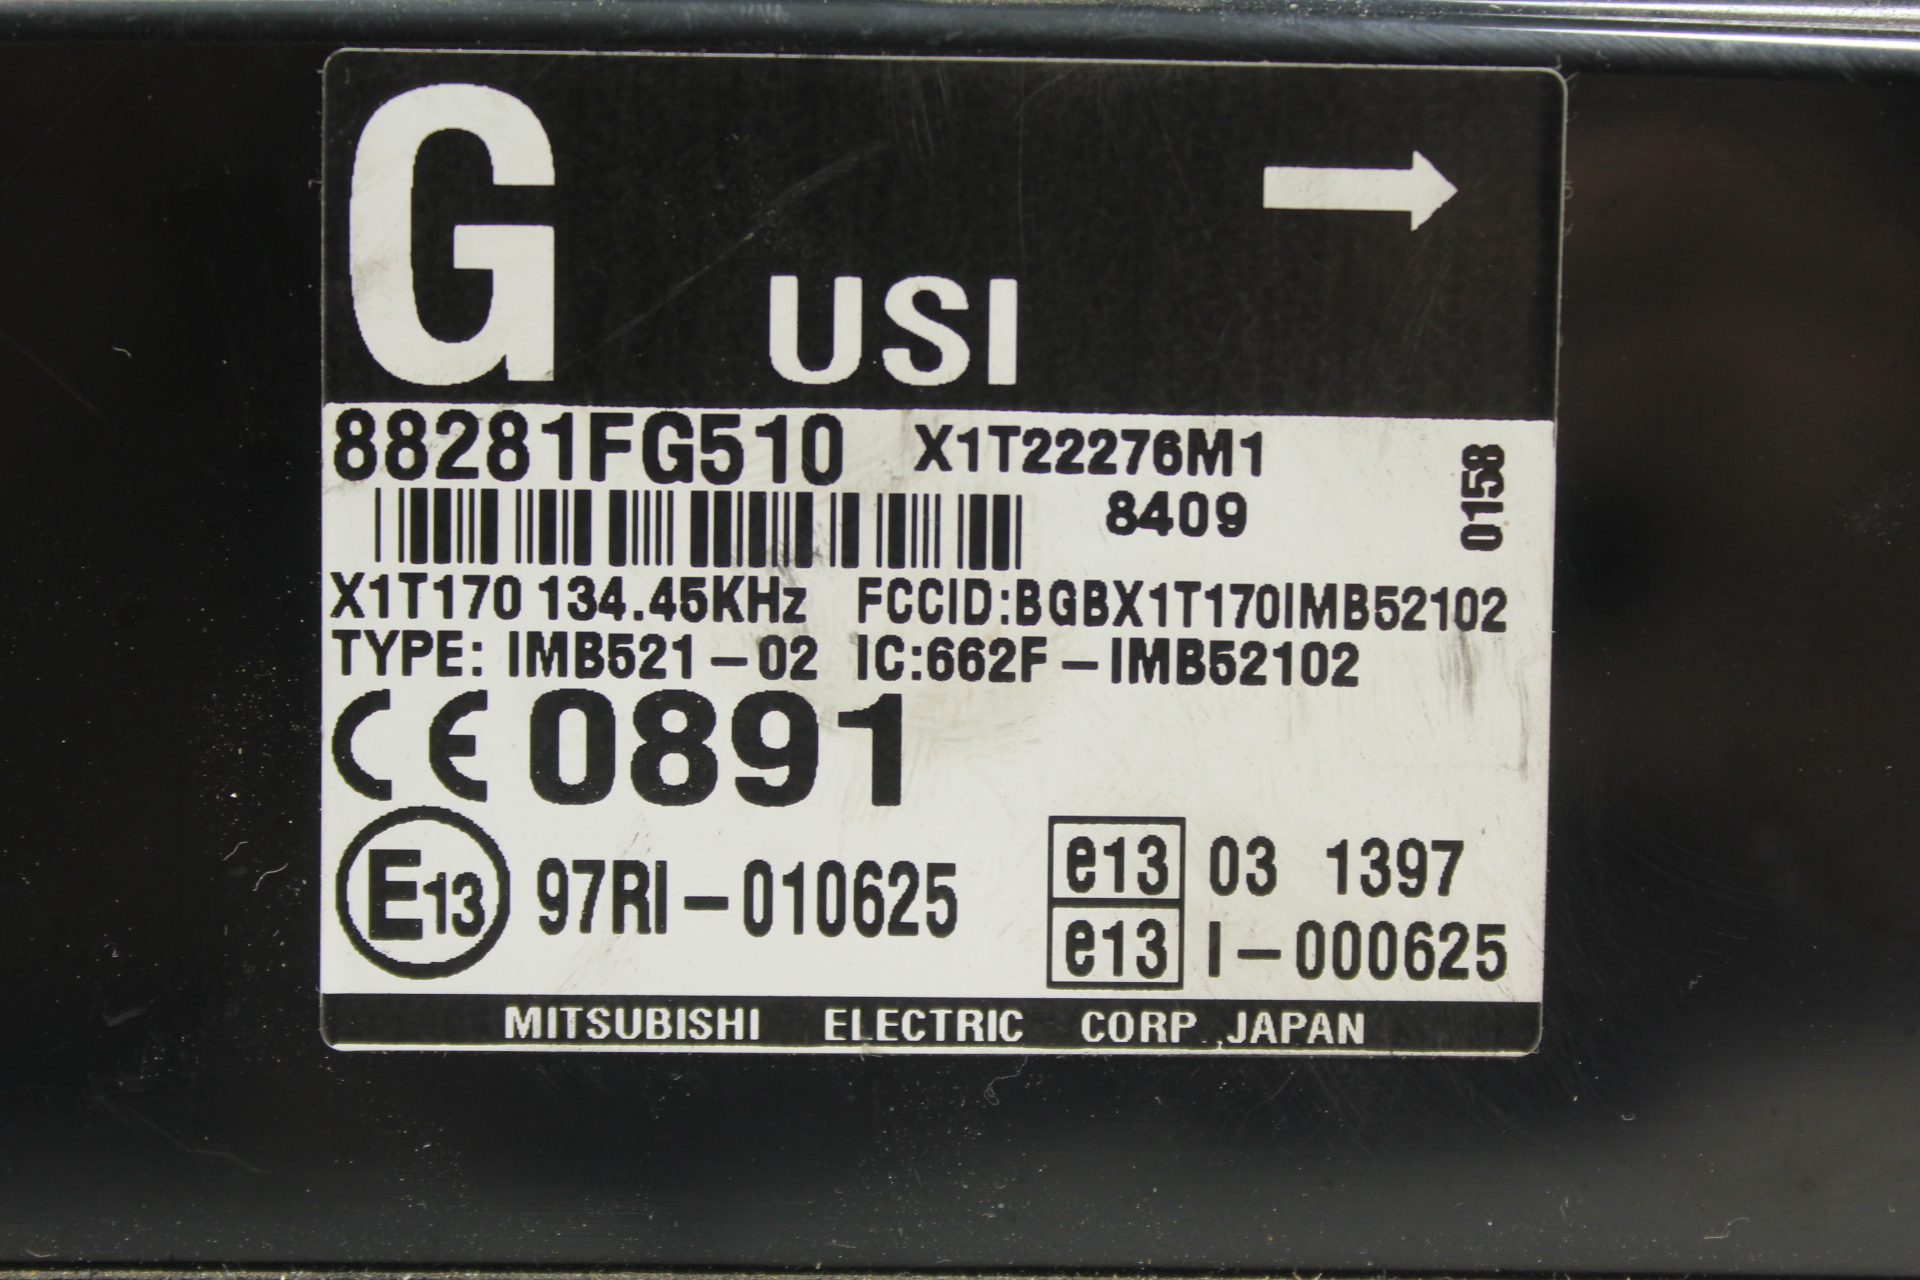 G
USI
88281FG510 X1T22276M1
8409
0158
X1T170 134.45KHz FCCID:BGBX1T170IMB52102
TYPE: IMB521-02 IC:662F-IMB52102
CE 0891
E13 97RI-010625
e13 03 1397
e13 I-000625
MITSUBISHI ELECTRIC CORP. JAPAN